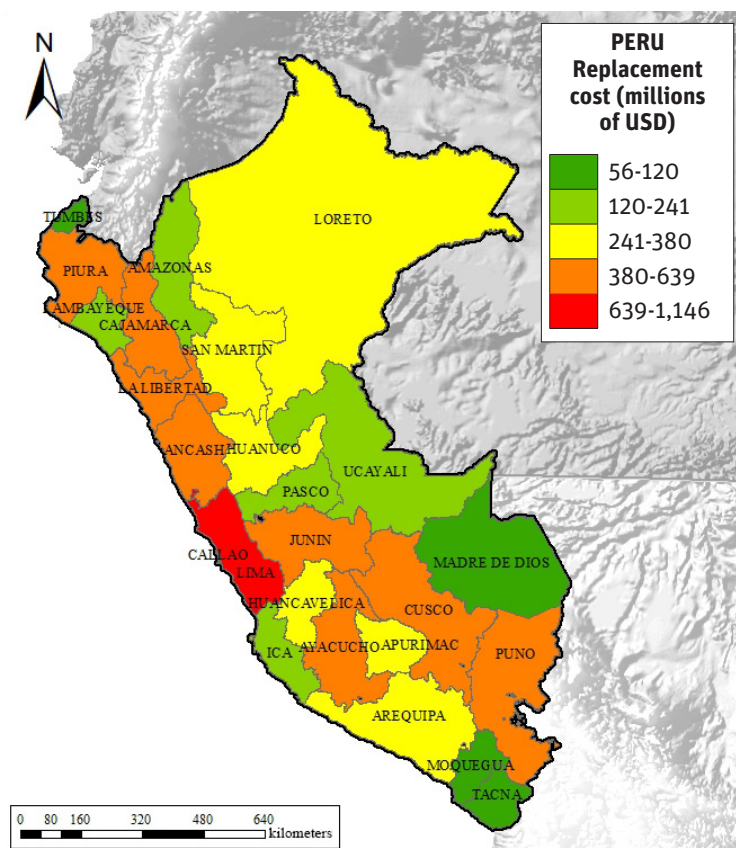 N
PERU
Replacement
cost (millions
of USD)
56-120
120-241
241-380
380-639
639-1,146
TUMBES
LORETO
PIURA
AMAZONAS
LAMBAYEQUE
CAJAMARCA
SAN MARTIN
LA LIBERTAD
ANCASH
HUANUCO
UCAYALI
PASCO
CALLAO
JUNIN
MADRE DE DIOS
LIMA
HUANCAVELICA
CUSCO
ICA
AYACUCHO
APURIMAC
PUNO
AREQUIPA
MOQUEGUA
TACNA
0 80 160 320 480 640
kilometers